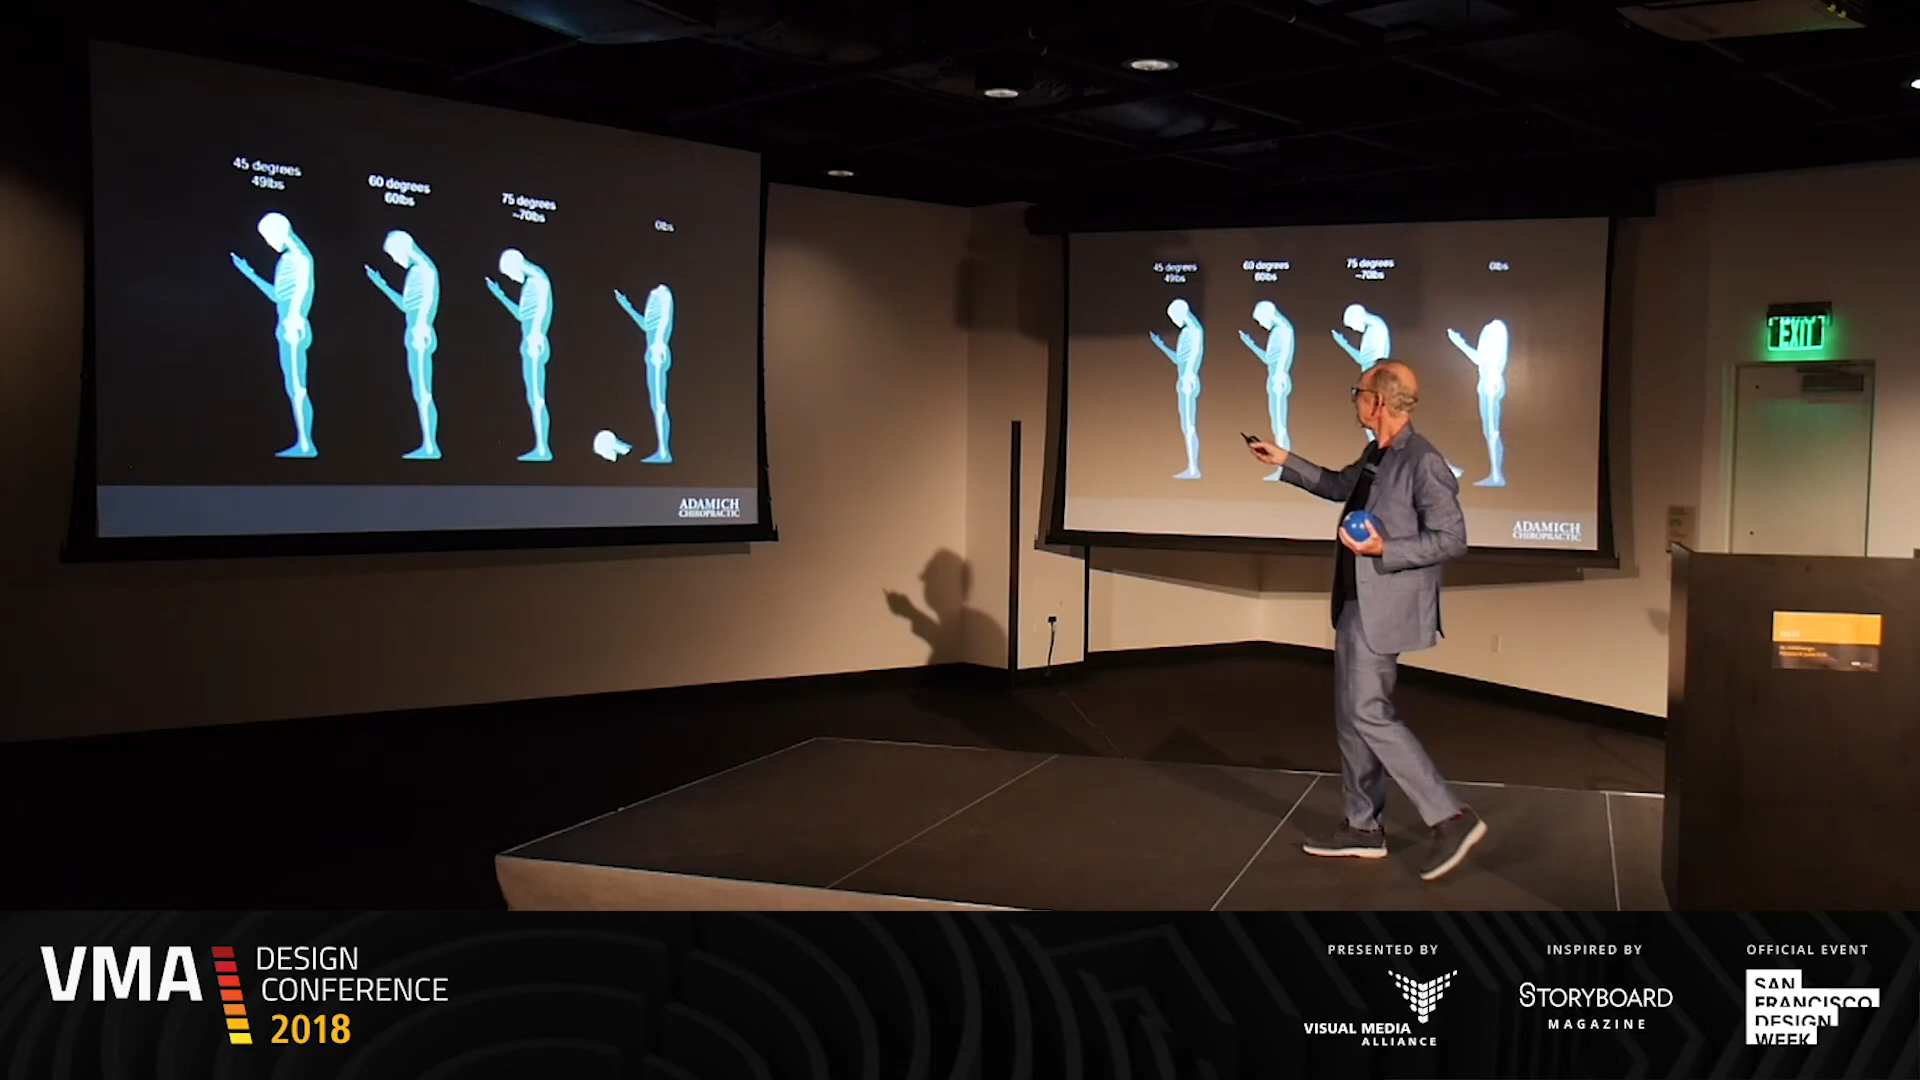 45 degrees
49lbs
60 degrees
60lbs
75 degrees
~70lbs
0lbs
ADAMICH
CHIROPRACTIC
45 degrees
49lbs
60 degrees
60lbs
75 degrees
~70lbs
0lbs
ADAMICH
CHIROPRACTIC
EXIT
VMA DESIGN
CONFERENCE
2018
PRESENTED BY
VISUAL MEDIA
ALLIANCE
INSPIRED BY
STORYBOARD
MAGAZINE
OFFICIAL EVENT
SAN
FRANCISCO
DESIGN
WEEK